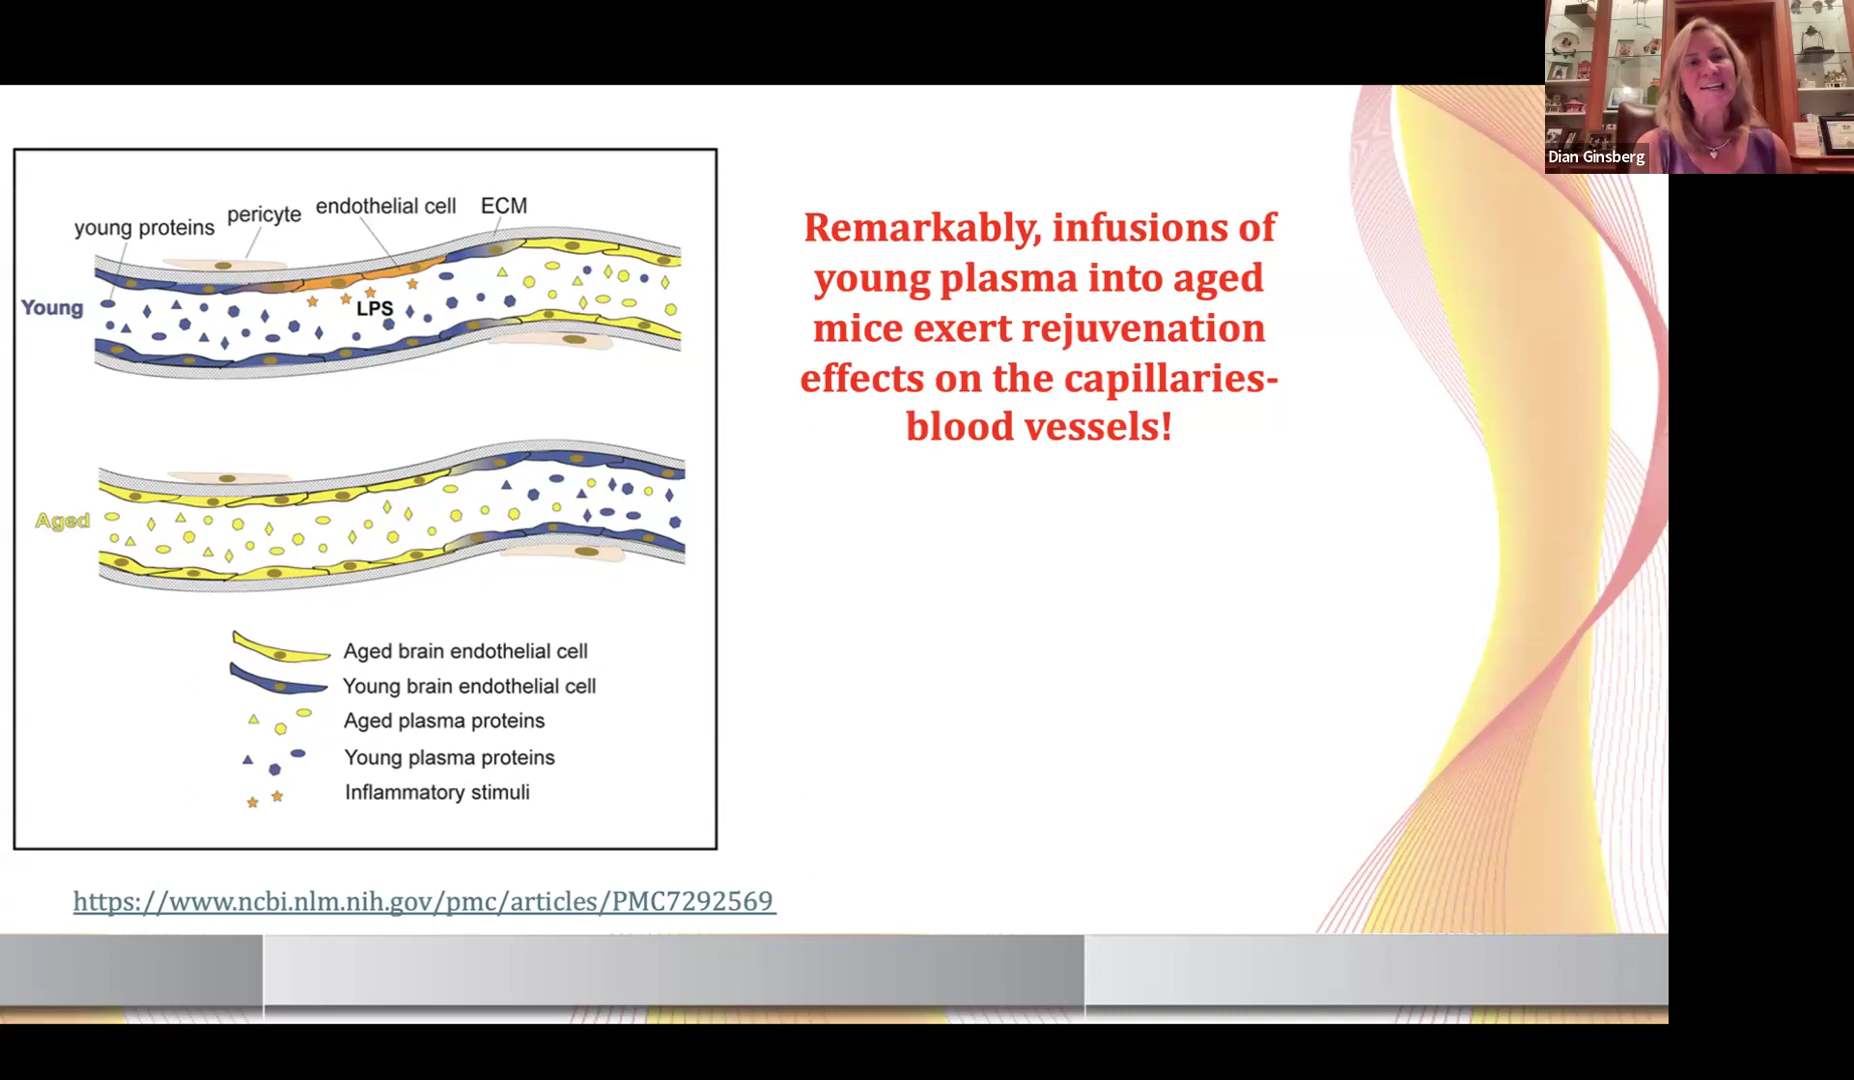 Dian Ginsberg
Remarkably, infusions of
young plasma into aged
mice exert rejuvenation
effects on the capillaries-
blood vessels!
young proteins
pericyte
endothelial cell
ECM
Young
LPS
Aged
Aged brain endothelial cell
Young brain endothelial cell
Aged plasma proteins
Young plasma proteins
Inflammatory stimuli
https://www.ncbi.nlm.nih.gov/pmc/articles/PMC7292569